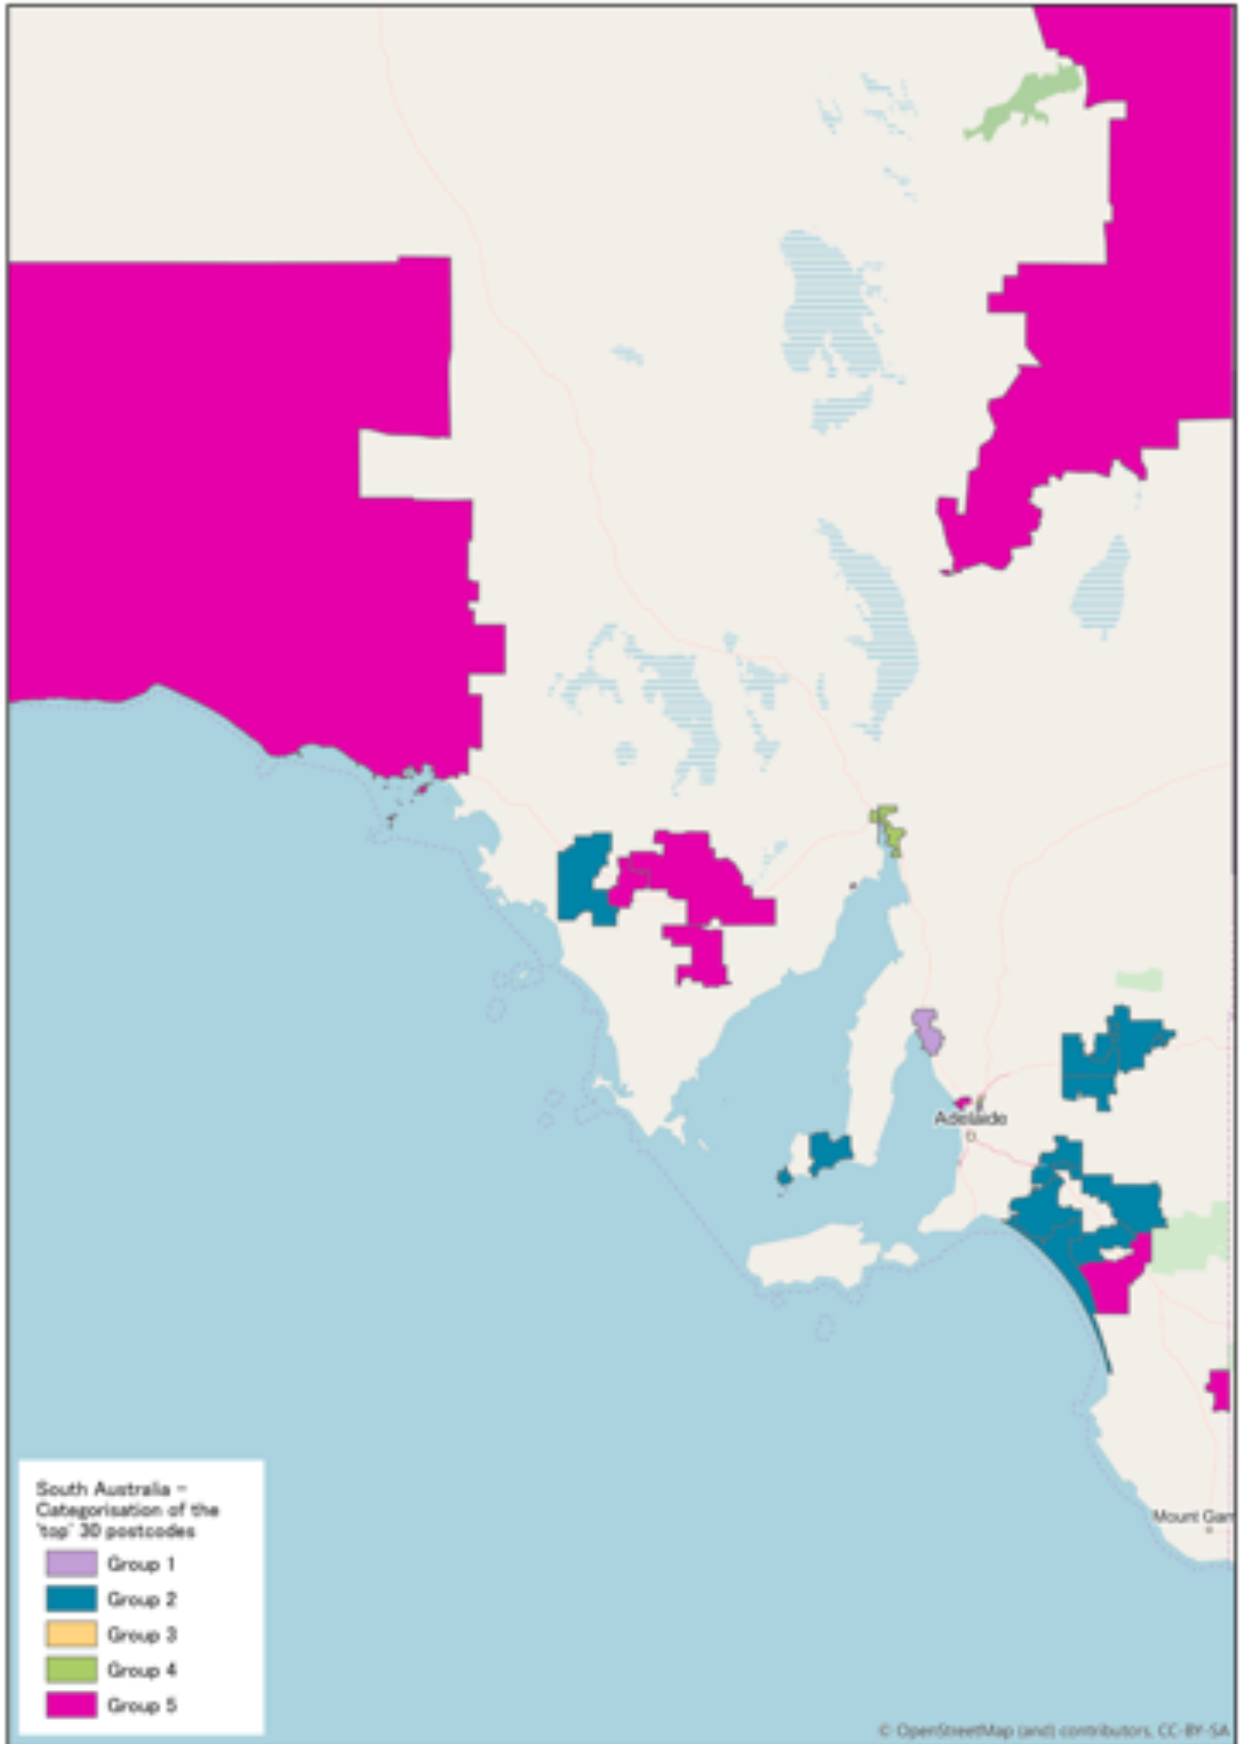 Adelaide
South Australia -
Categorisation of the
'top' 30 postcodes
Group 1
Group 2
Group 3
Group 4
Group 5
Mount Gam
© OpenStreetMap (and) contributors, CC-BY-SA